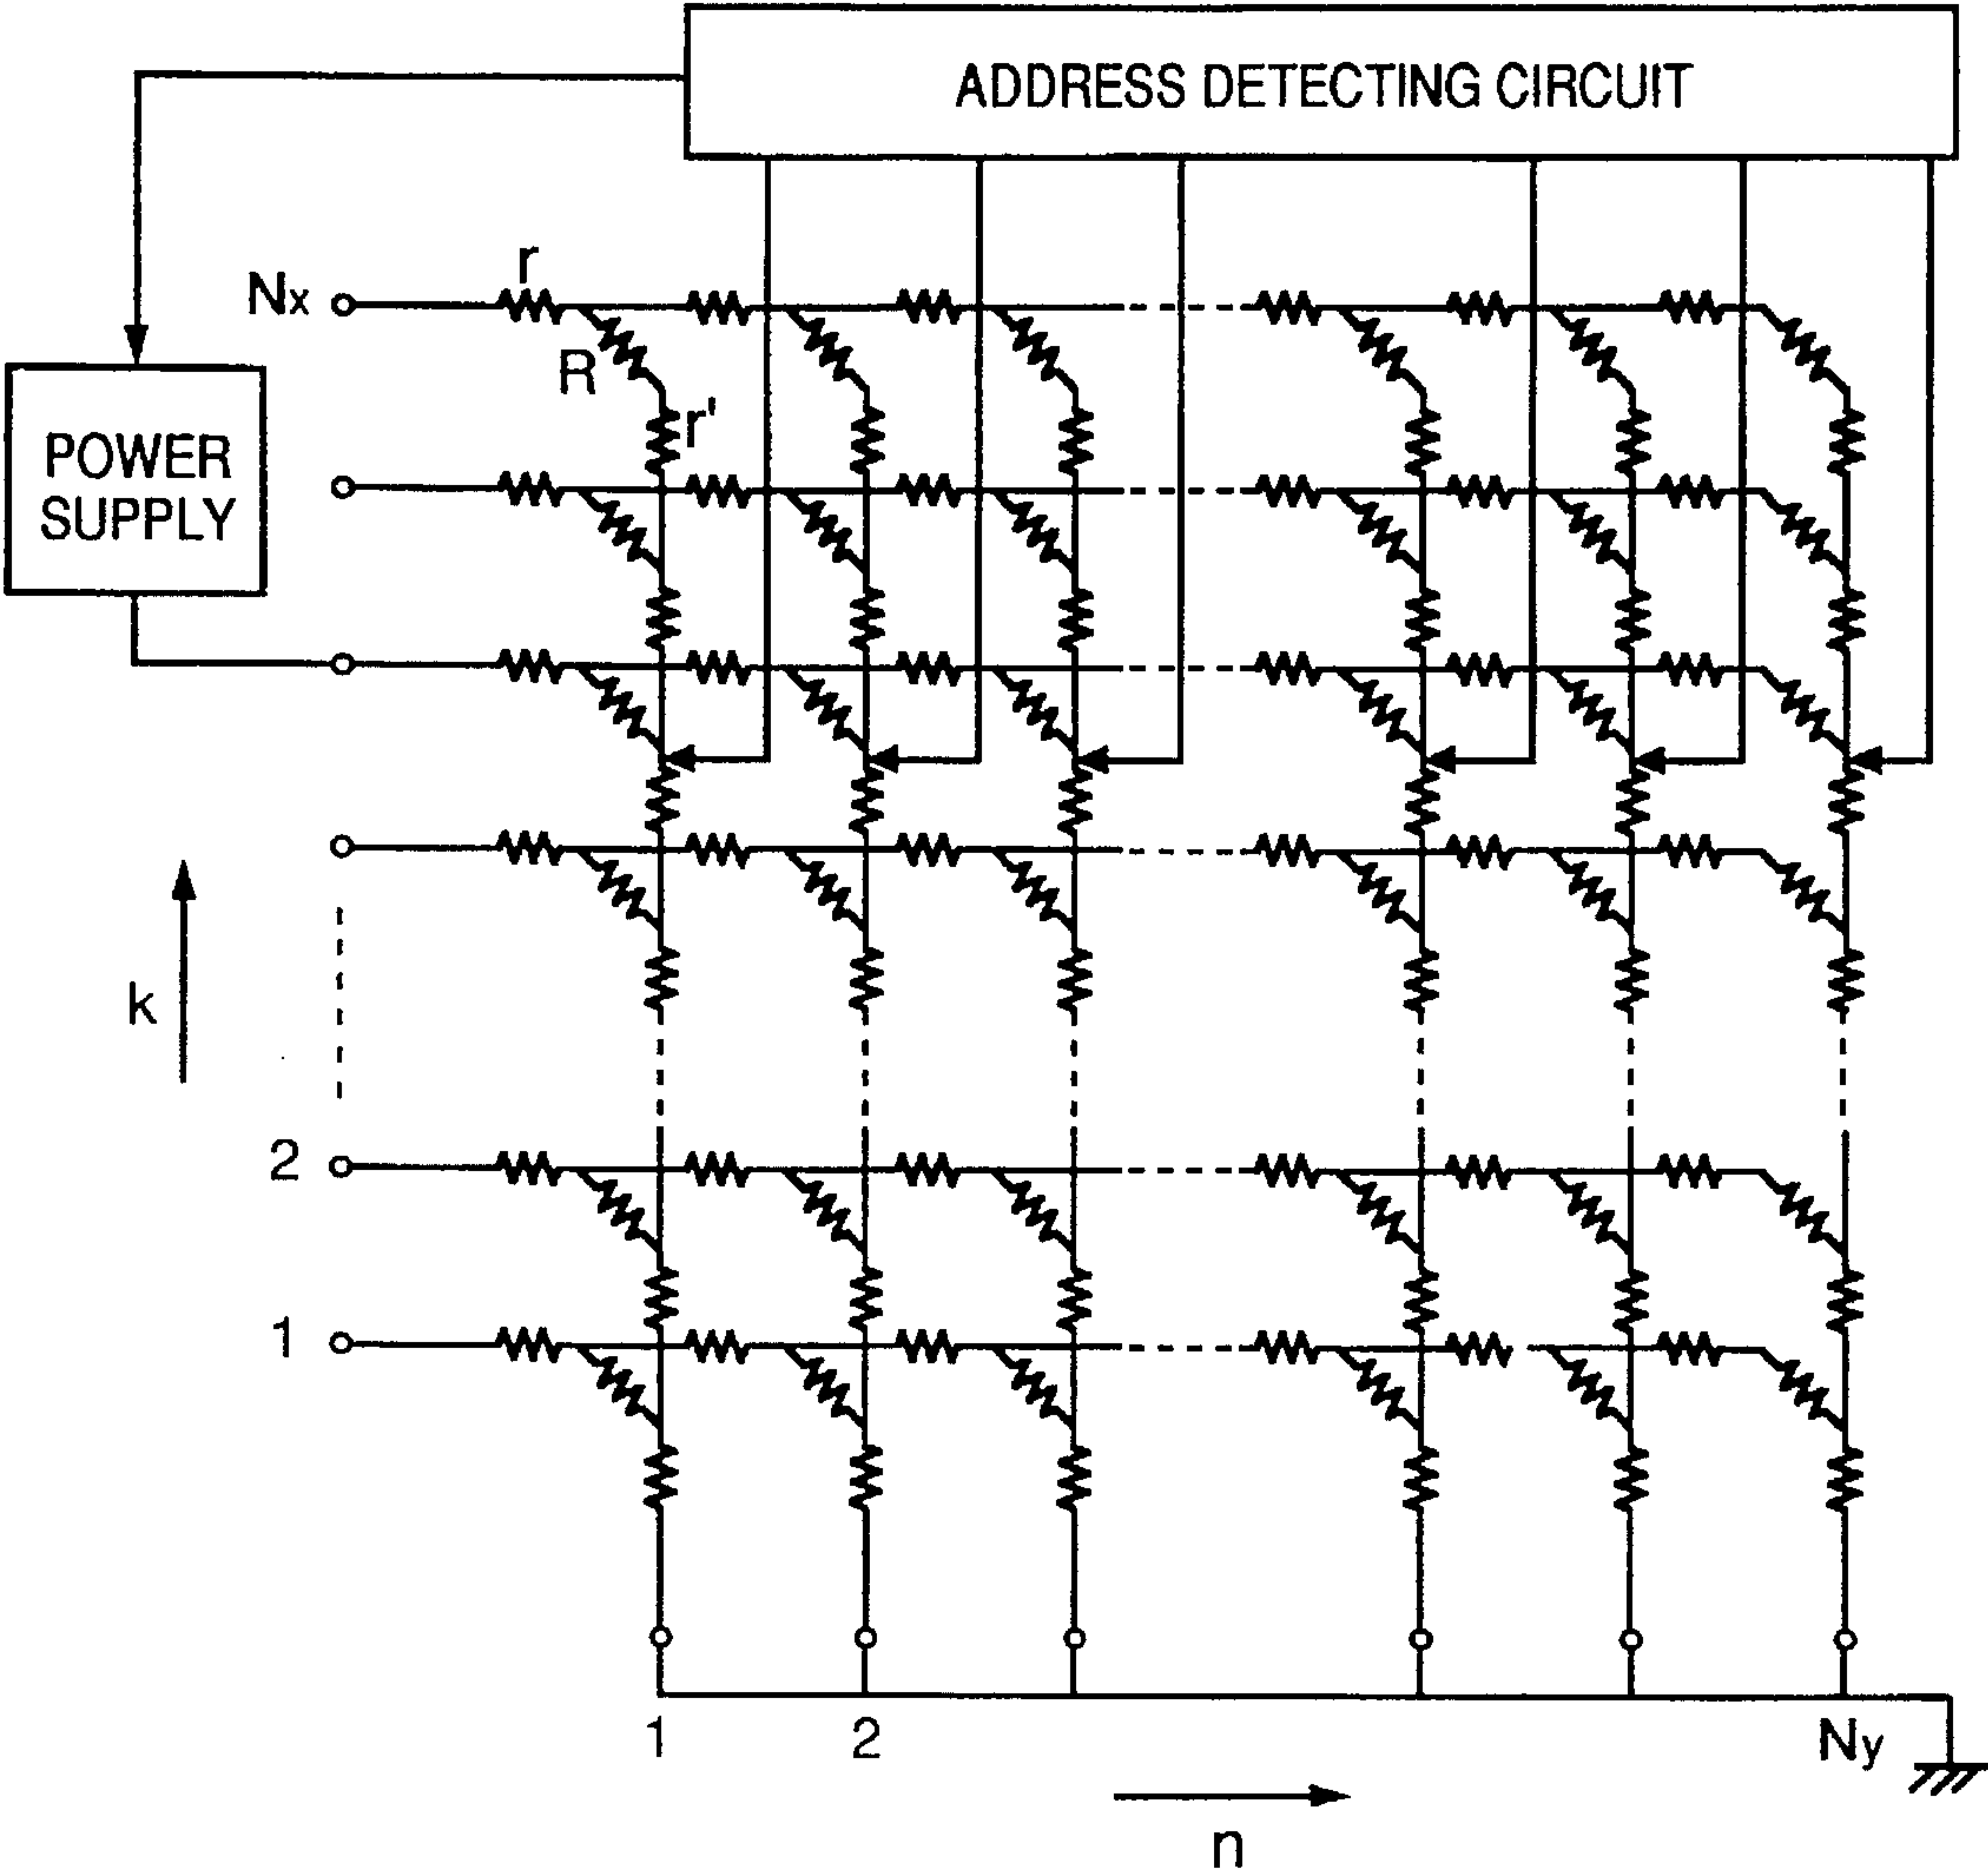 ADDRESS DETECTING CIRCUIT
r
Nx
R
r'
POWER
SUPPLY
k
2
1
1 2 Ny
n